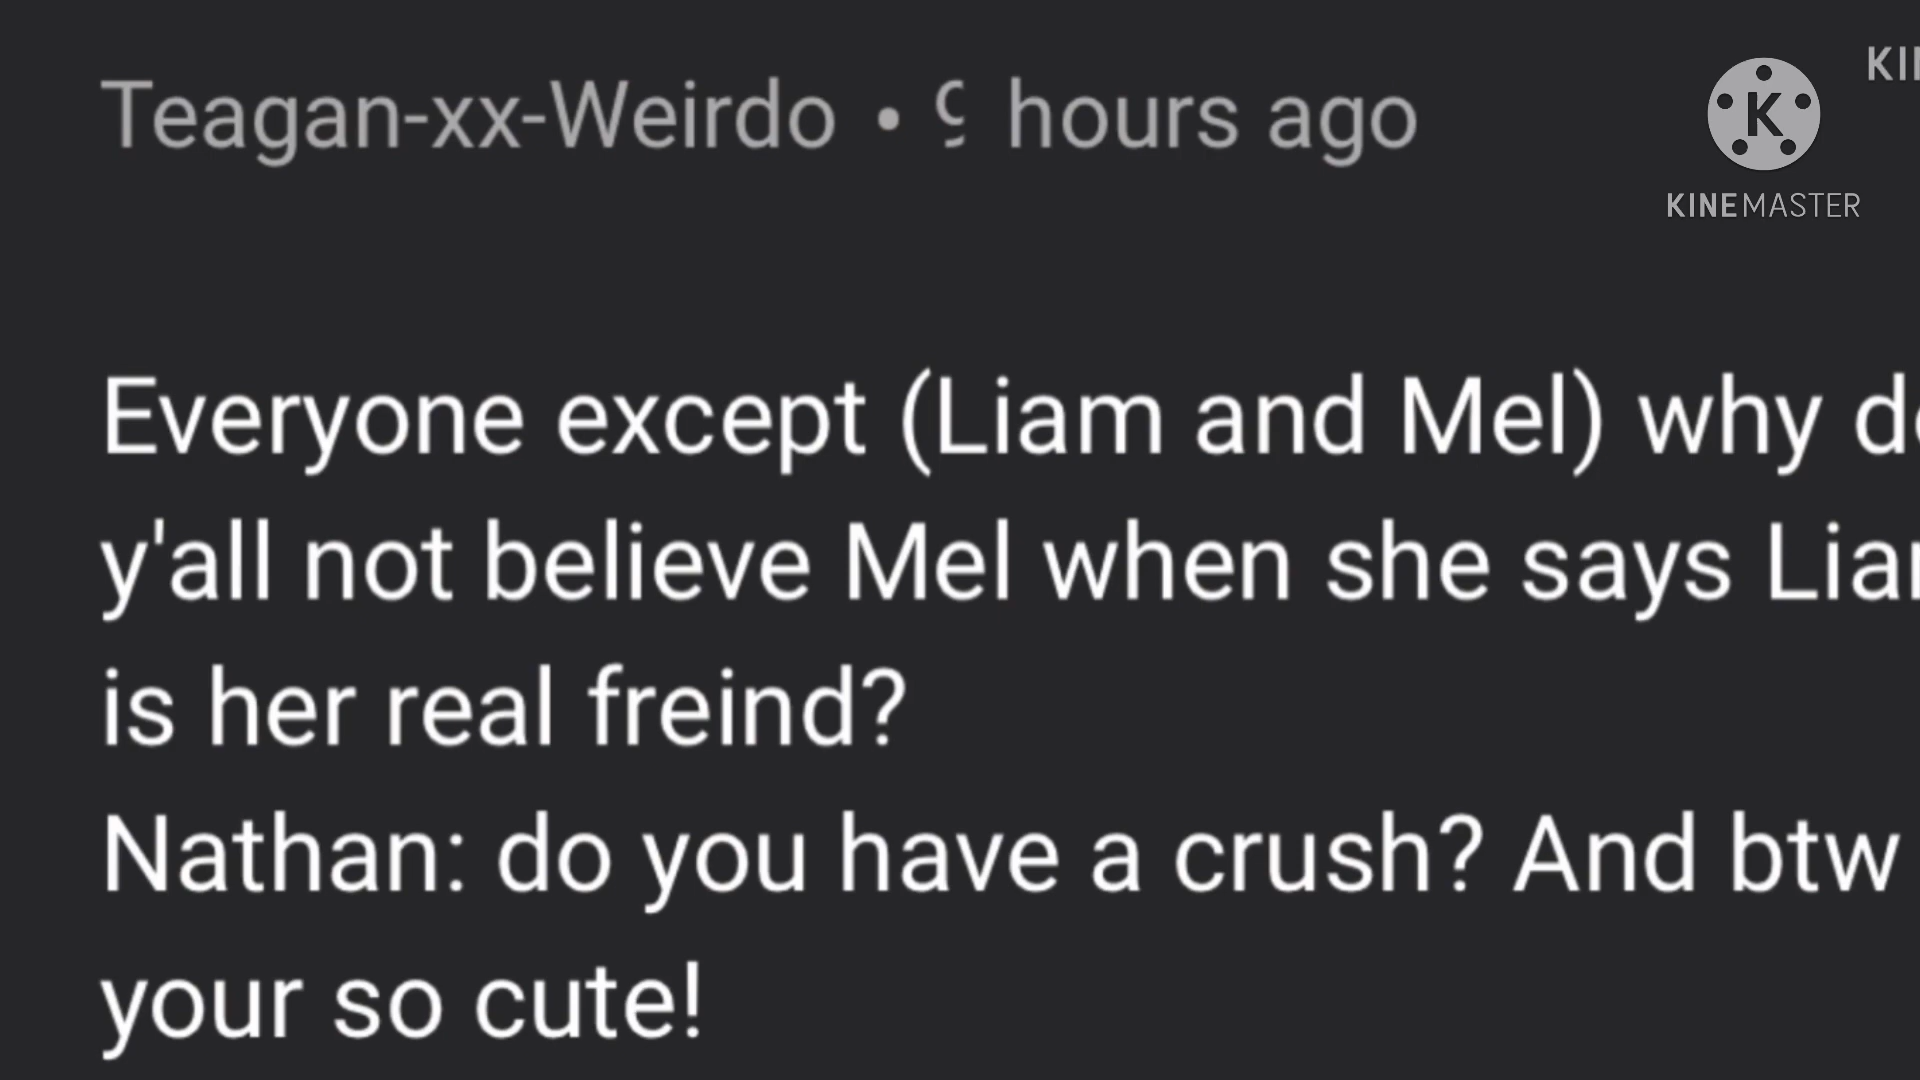 Teagan-xx-Weirdo • 9 hours ago
KINEMASTER
Everyone except (Liam and Mel) why
y'all not believe Mel when she says
is her real freind?
Nathan: do you have a crush? And btw
your so cute!